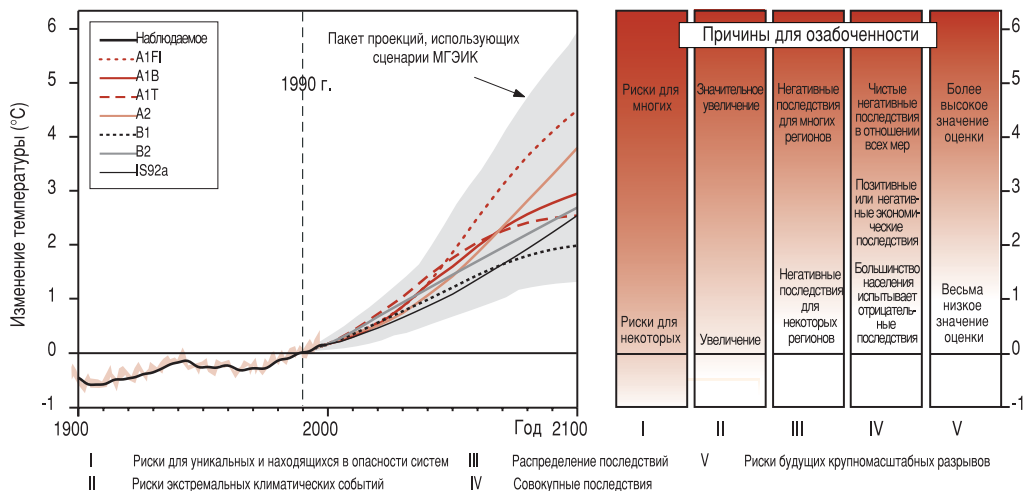 6
5
4
3
2
1
0
-1
Изменение температуры (°C)
Наблюдаемое
A1FI
A1B
A1T
A2
B1
B2
IS92a
1990 г.
Пакет проекций, использующих
сценарии МГЭИК
1900
2000
Год
2100
Причины для озабоченности
Риски для
многих
Риски для
некоторых
Значительное
увеличение
Увеличение
Негативные
последствия
для многих
регионов
Негативные
последствия
для
некоторых
регионов
Чистые
негативные
последствия
в отношении
всех мер
Позитивные
или негатив-
ные экономи-
ческие
последствия
Большинство
населения
испытывает
отрицатель-
ные
последствия
Более
высокое
значение
оценки
Весьма
низкое
значение
оценки
6
5
4
3
2
1
0
-1
I
II
III
IV
V
I Риски для уникальных и находящихся в опасности систем
II Риски экстремальных климатических событий
III Распределение последствий
IV Совокупные последствия
V Риски будущих крупномасштабных разрывов